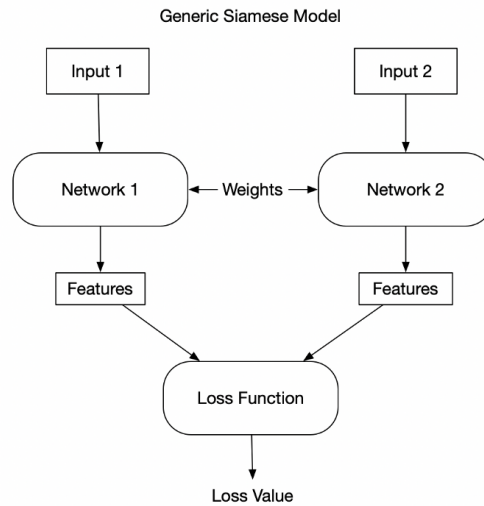 Generic Siamese Model
Input 1
Input 2
Network 1
Weights
Network 2
Features
Features
Loss Function
Loss Value